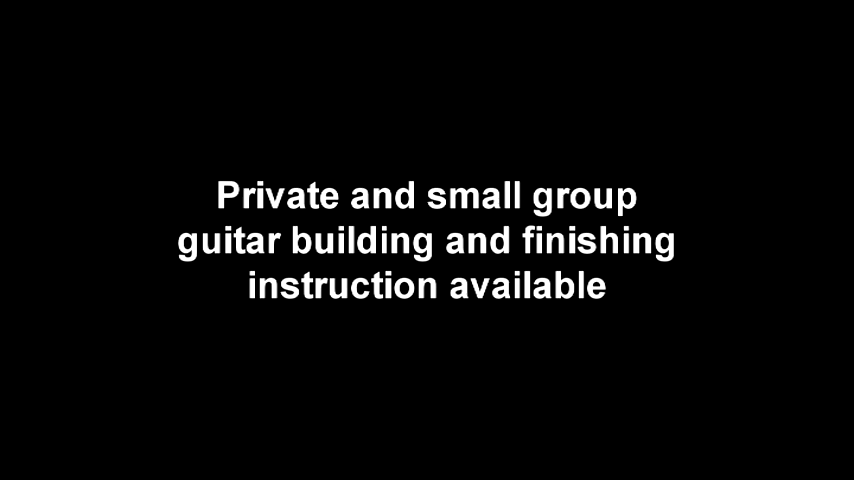 Private and small group
guitar building and finishing
instruction available